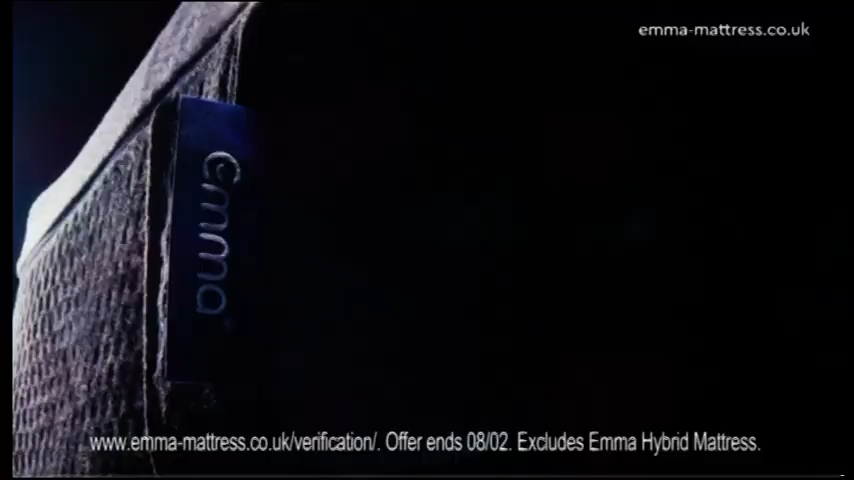 emma-mattress.co.uk
emma
www.emma-mattress.co.uk/verification/. Offer ends 08/02. Excludes Emma Hybrid Mattress.